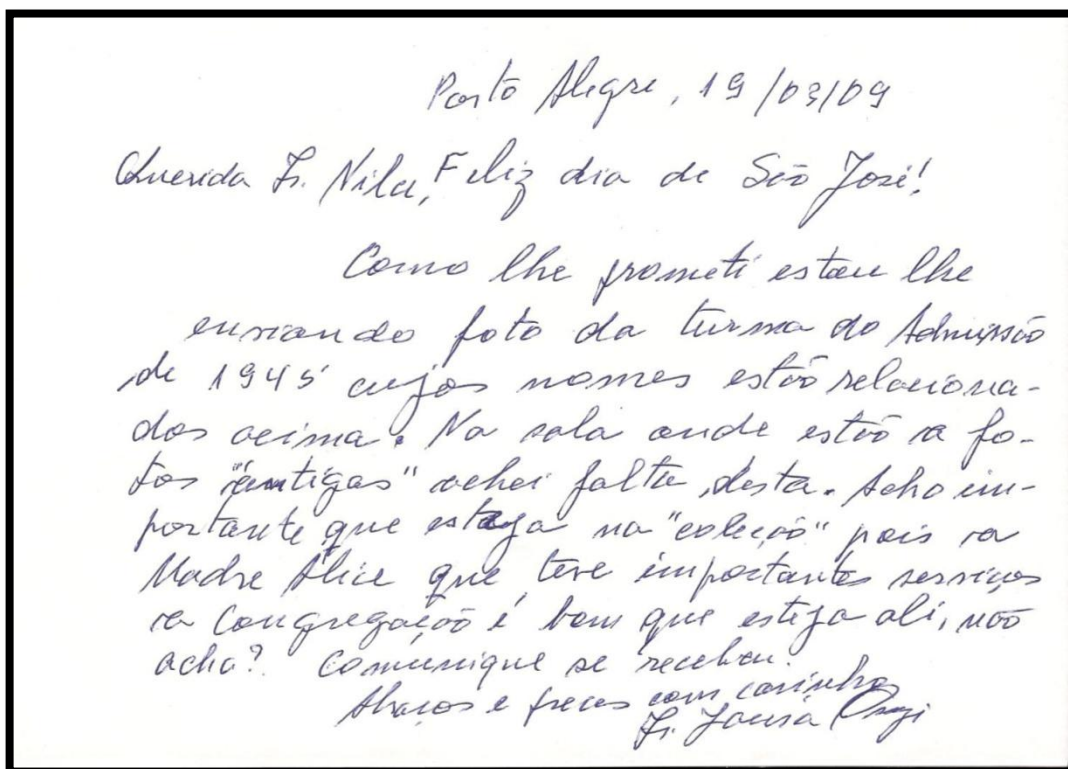 Porto Alegre, 19/03/09
Querida Ir. Nila, Feliz dia de São José!
Como lhe prometi estou lhe
enviando foto da turma do Admissão
de 1945 cujos nomes estão relaciona-
dos acima. Na sala onde estão a fo-
tos "antigas" achei falta desta. Acho im-
portante que esteja na "coleção" pois a
Madre Alice que teve importantes serviços
a Congregação é bom que esteja ali, não
acha? Comunique se recebeu.
Abraços e preces com carinho
Ir.